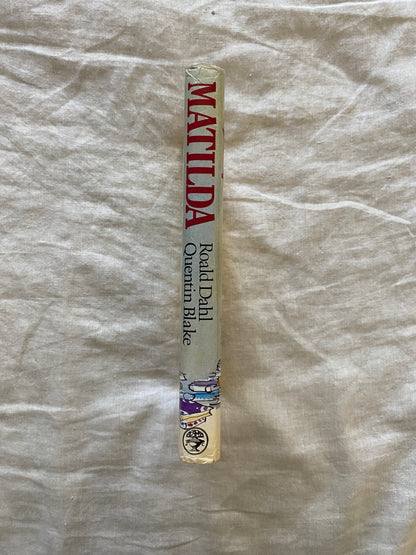 MATILDA
Roald Dahl
Quentin Blake